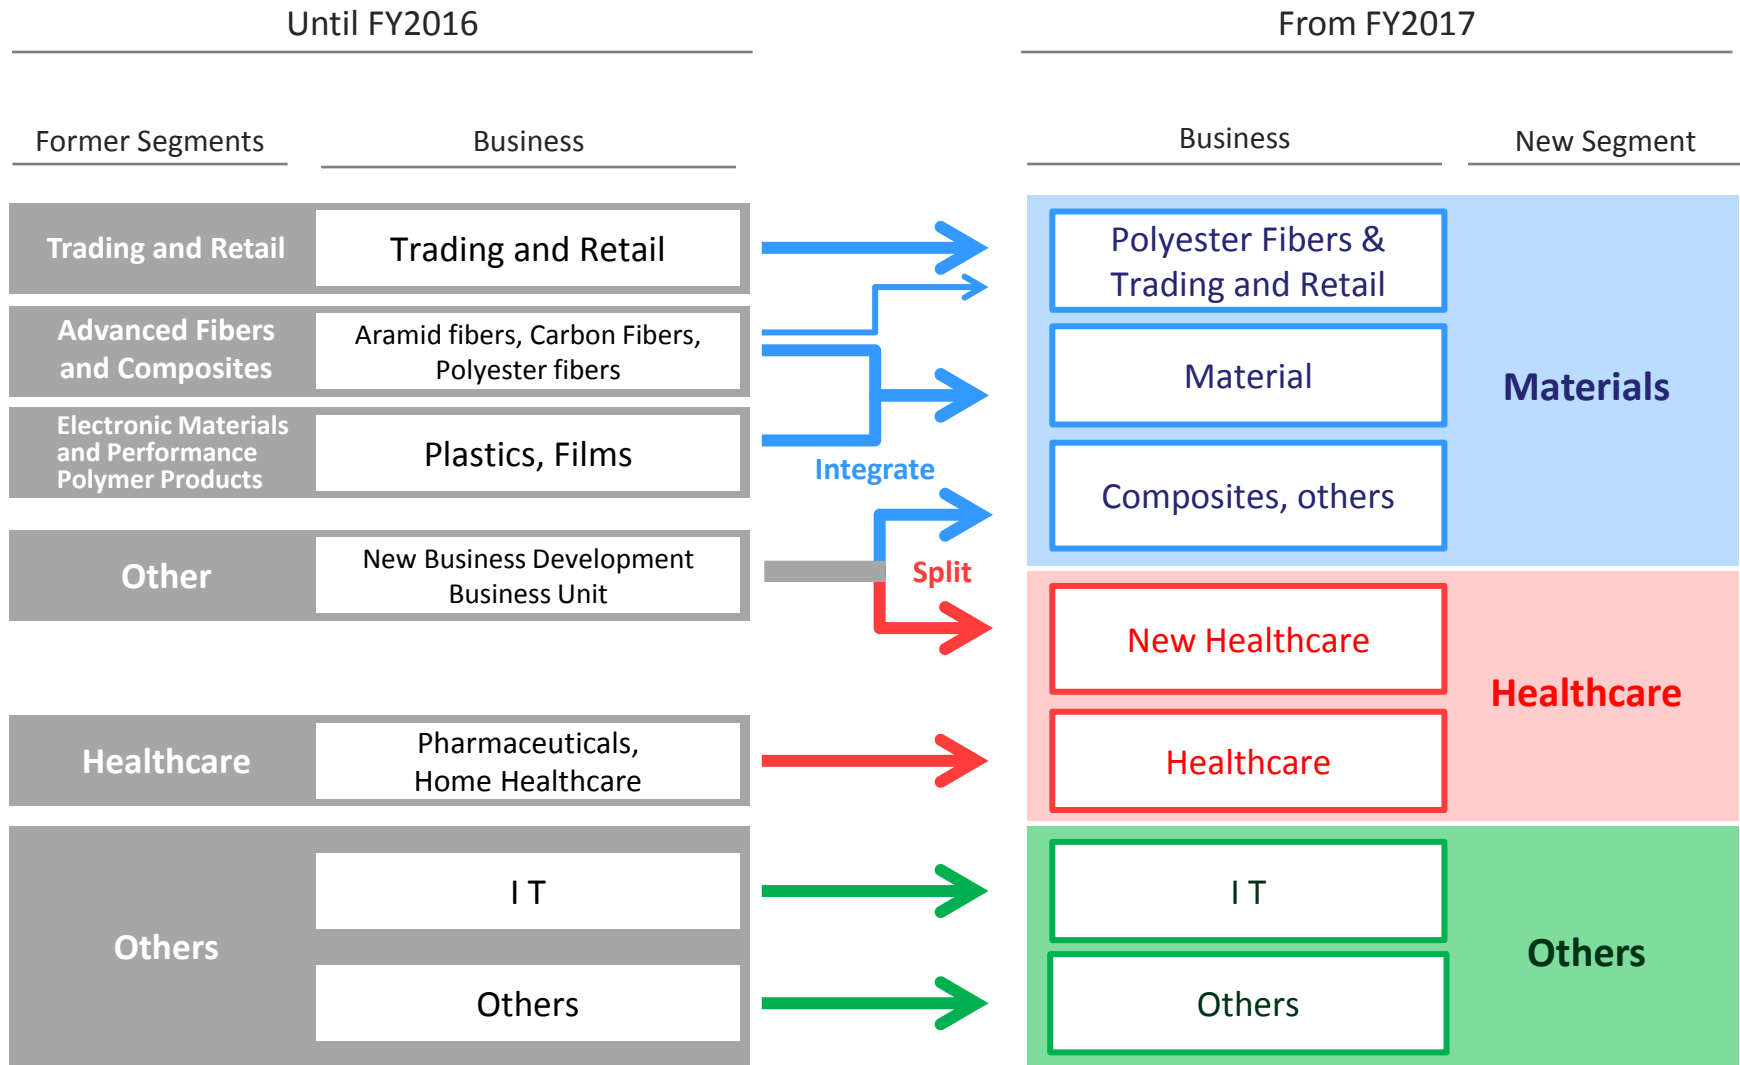 Until FY2016
From FY2017
Former Segments
Business
Business
New Segment
Trading and Retail
Trading and Retail
Polyester Fibers &
Trading and Retail
Advanced Fibers
and Composites
Aramid fibers, Carbon Fibers,
Polyester fibers
Material
Materials
Electronic Materials
and Performance
Polymer Products
Plastics, Films
Integrate
Composites, others
Other
New Business Development
Business Unit
Split
New Healthcare
Healthcare
Healthcare
Pharmaceuticals,
Home Healthcare
Healthcare
Others
I T
I T
Others
Others
Others